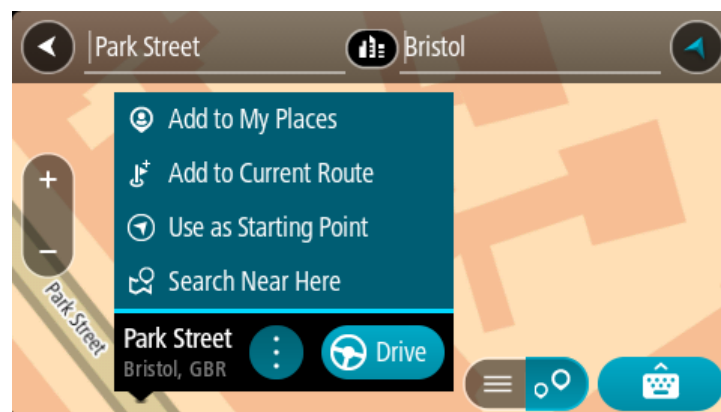 Park Street
Bristol
Add to My Places
Add to Current Route
Use as Starting Point
Search Near Here
Park Street
Bristol, GBR
Drive
+
−
Park Street